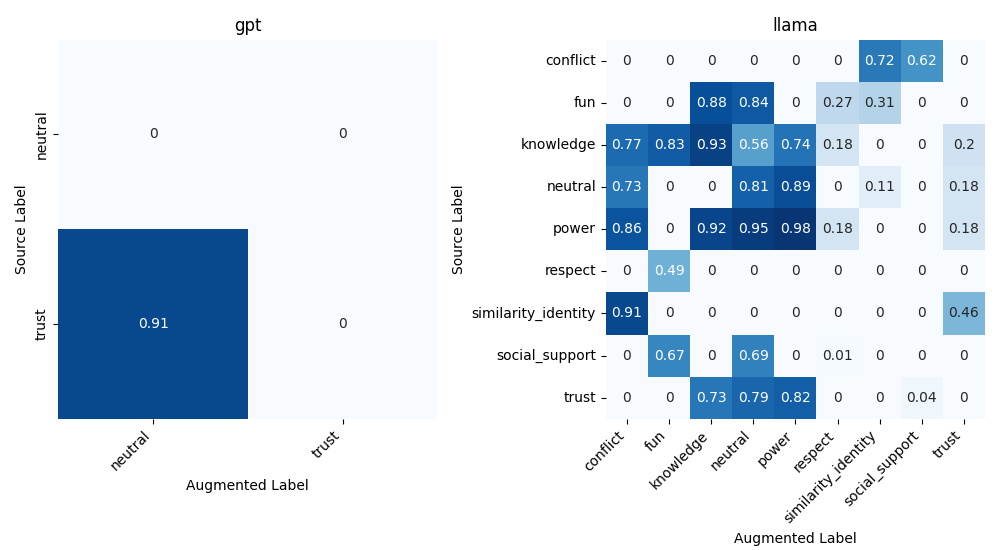 gpt
Source Label
neutral
0 0
trust
0.91 0
neutral
trust
Augmented Label
llama
Source Label
conflict 0 0 0 0 0 0 0.72 0.62 0
fun 0 0 0.88 0.84 0 0.27 0.31 0 0
knowledge 0.77 0.83 0.93 0.56 0.74 0.18 0 0 0.2
neutral 0.73 0 0 0.81 0.89 0 0.11 0 0.18
power 0.86 0 0.92 0.95 0.98 0.18 0 0 0.18
respect 0 0.49 0 0 0 0 0 0 0
similarity_identity 0.91 0 0 0 0 0 0 0 0.46
social_support 0 0.67 0 0.69 0 0.01 0 0 0
trust 0 0 0.73 0.79 0.82 0 0 0.04 0
conflict
fun
knowledge
neutral
power
respect
similarity_identity
social_support
trust
Augmented Label